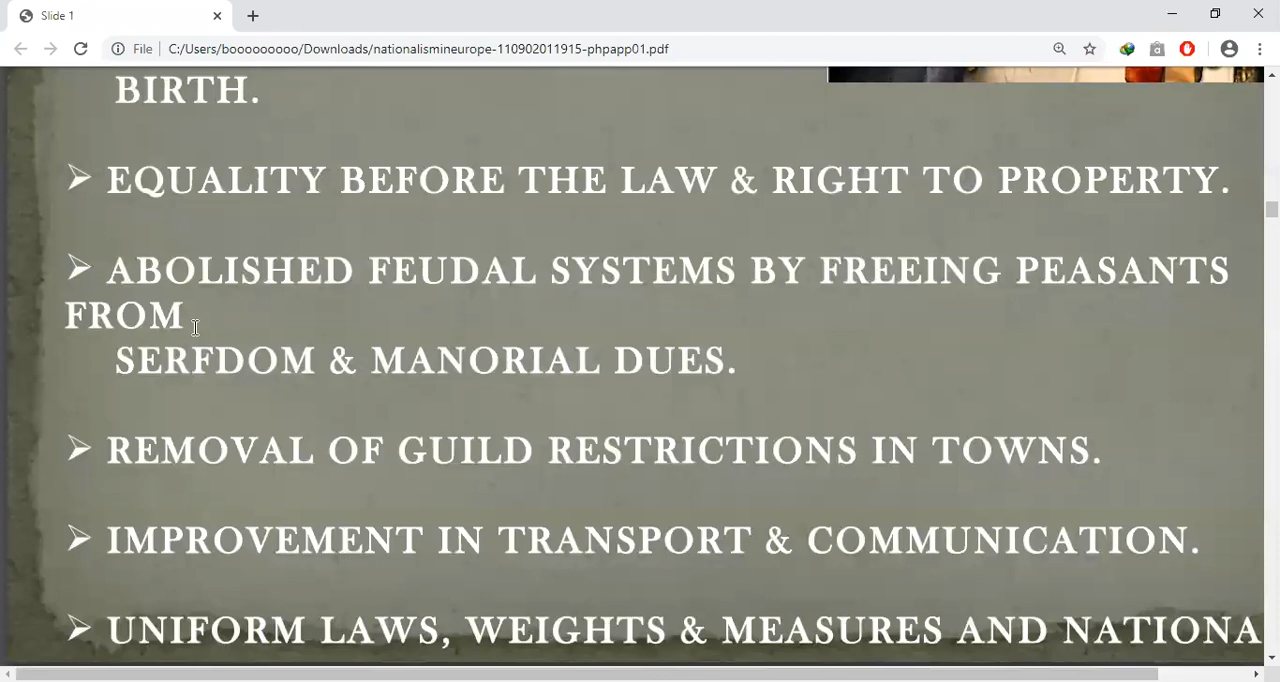 Slide 1
File
C:/Users/boooooooooo/Downloads/nationalismineurope-110902011915-phpapp01.pdf
BIRTH.
➢ EQUALITY BEFORE THE LAW & RIGHT TO PROPERTY.
➢ ABOLISHED FEUDAL SYSTEMS BY FREEING PEASANTS
FROM
SERFDOM & MANORIAL DUES.
➢ REMOVAL OF GUILD RESTRICTIONS IN TOWNS.
➢ IMPROVEMENT IN TRANSPORT & COMMUNICATION.
➢ UNIFORM LAWS, WEIGHTS & MEASURES AND NATIONA